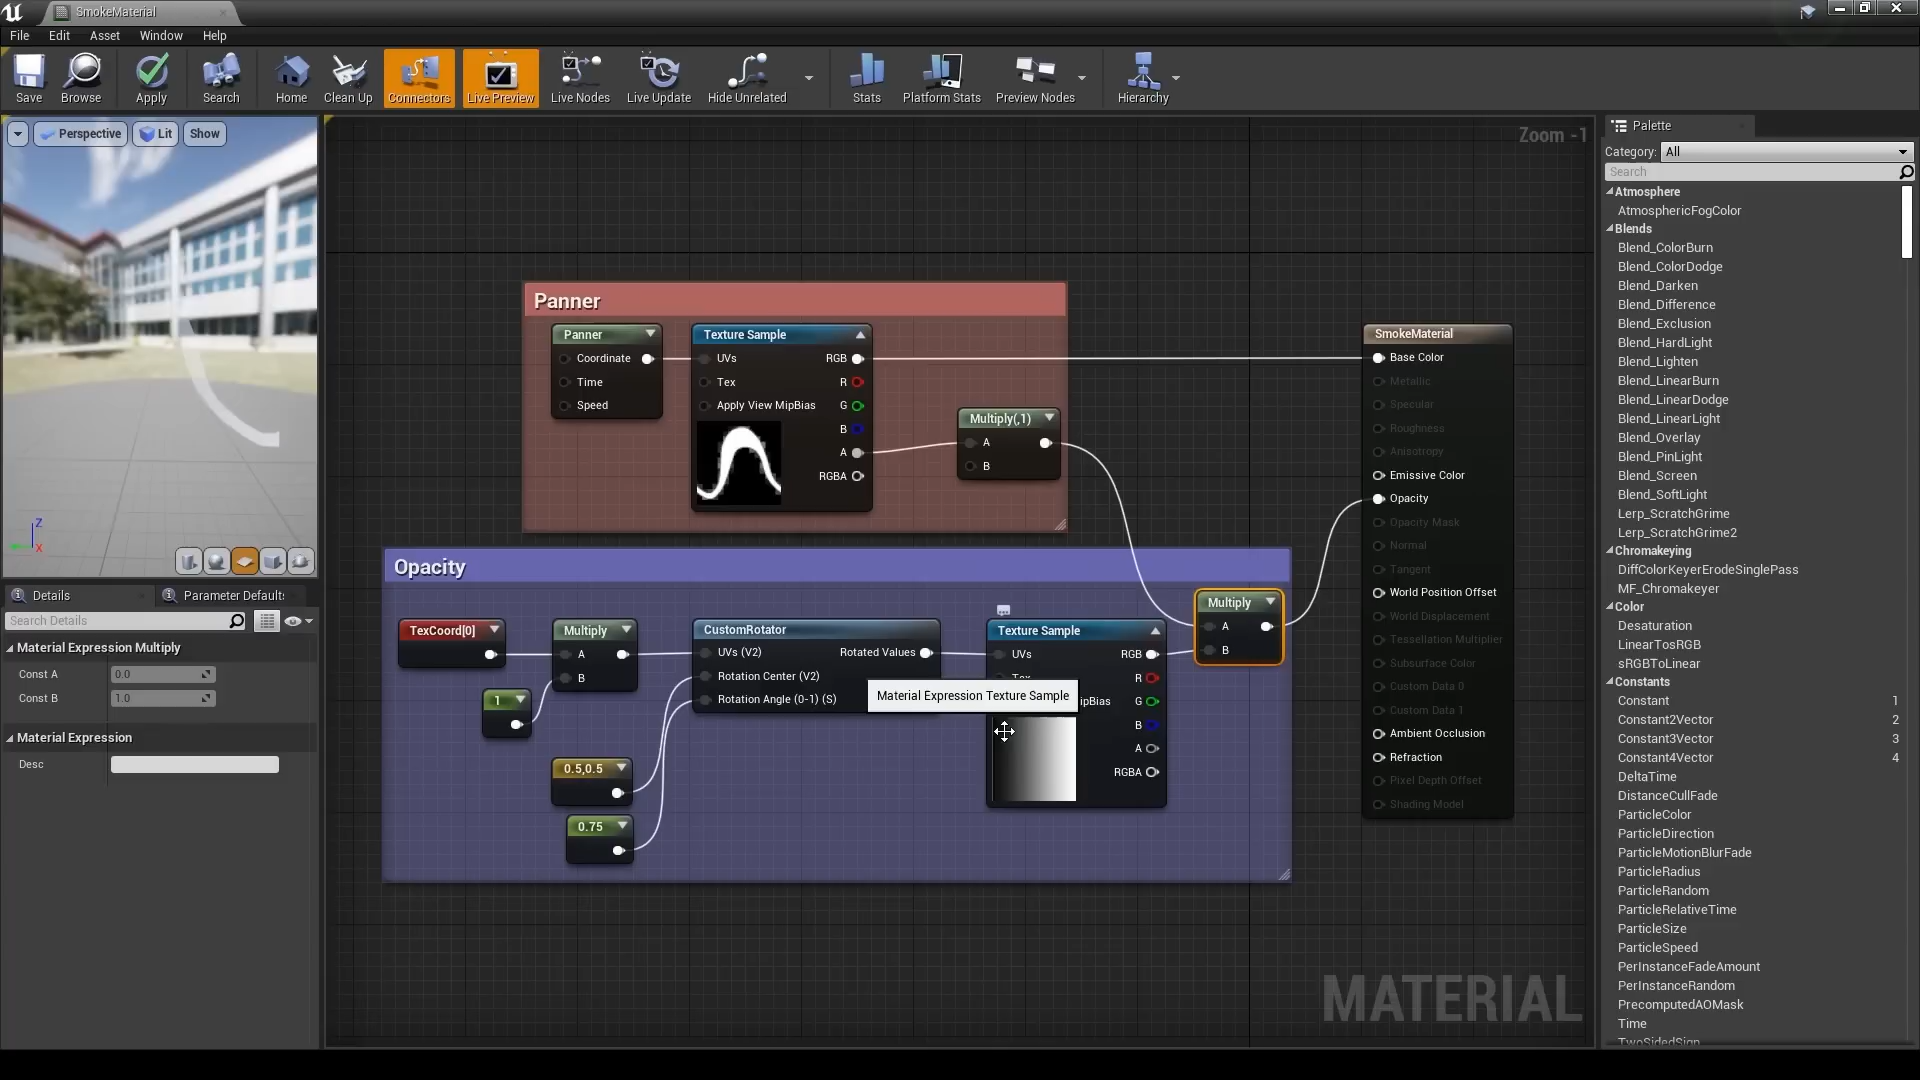 SmokeMaterial
File Edit Asset Window Help
Save Browse Apply Search Home Clean Up Connectors Live Preview Live Nodes Live Update Hide Unrelated Stats Platform Stats Preview Nodes Hierarchy
Perspective Lit Show
Z
X
Zoom -1
Panner
Panner
Coordinate
Time
Speed
Texture Sample
UVs RGB
Tex R
Apply View MipBias G
B
A
RGBA
Multiply(,1)
A
B
SmokeMaterial
Base Color
Metallic
Specular
Roughness
Anisotropy
Emissive Color
Opacity
Opacity Mask
Normal
Tangent
World Position Offset
World Displacement
Tessellation Multiplier
Subsurface Color
Custom Data 0
Custom Data 1
Ambient Occlusion
Refraction
Pixel Depth Offset
Shading Model
Opacity
TexCoord[0]
Multiply
A
B
1
0.5,0.5
0.75
CustomRotator
UVs (V2) Rotated Values
Rotation Center (V2)
Rotation Angle (0-1) (S)
Texture Sample
UVs RGB
R
ipBias G
B
A
RGBA
Material Expression Texture Sample
Multiply
A
B
MATERIAL
Details Parameter Defaults
Search Details
Material Expression Multiply
Const A 0.0
Const B 1.0
Material Expression
Desc
Palette
Category: All
Search
Atmosphere
AtmosphericFogColor
Blends
Blend_ColorBurn
Blend_ColorDodge
Blend_Darken
Blend_Difference
Blend_Exclusion
Blend_HardLight
Blend_Lighten
Blend_LinearBurn
Blend_LinearDodge
Blend_LinearLight
Blend_Overlay
Blend_PinLight
Blend_Screen
Blend_SoftLight
Lerp_ScratchGrime
Lerp_ScratchGrime2
Chromakeying
DiffColorKeyerErodeSinglePass
MF_Chromakeyer
Color
Desaturation
LinearTosRGB
sRGBToLinear
Constants
Constant 1
Constant2Vector 2
Constant3Vector 3
Constant4Vector 4
DeltaTime
DistanceCullFade
ParticleColor
ParticleDirection
ParticleMotionBlurFade
ParticleRadius
ParticleRandom
ParticleRelativeTime
ParticleSize
ParticleSpeed
PerInstanceFadeAmount
PerInstanceRandom
PrecomputedAOMask
Time
TwoSidedSign